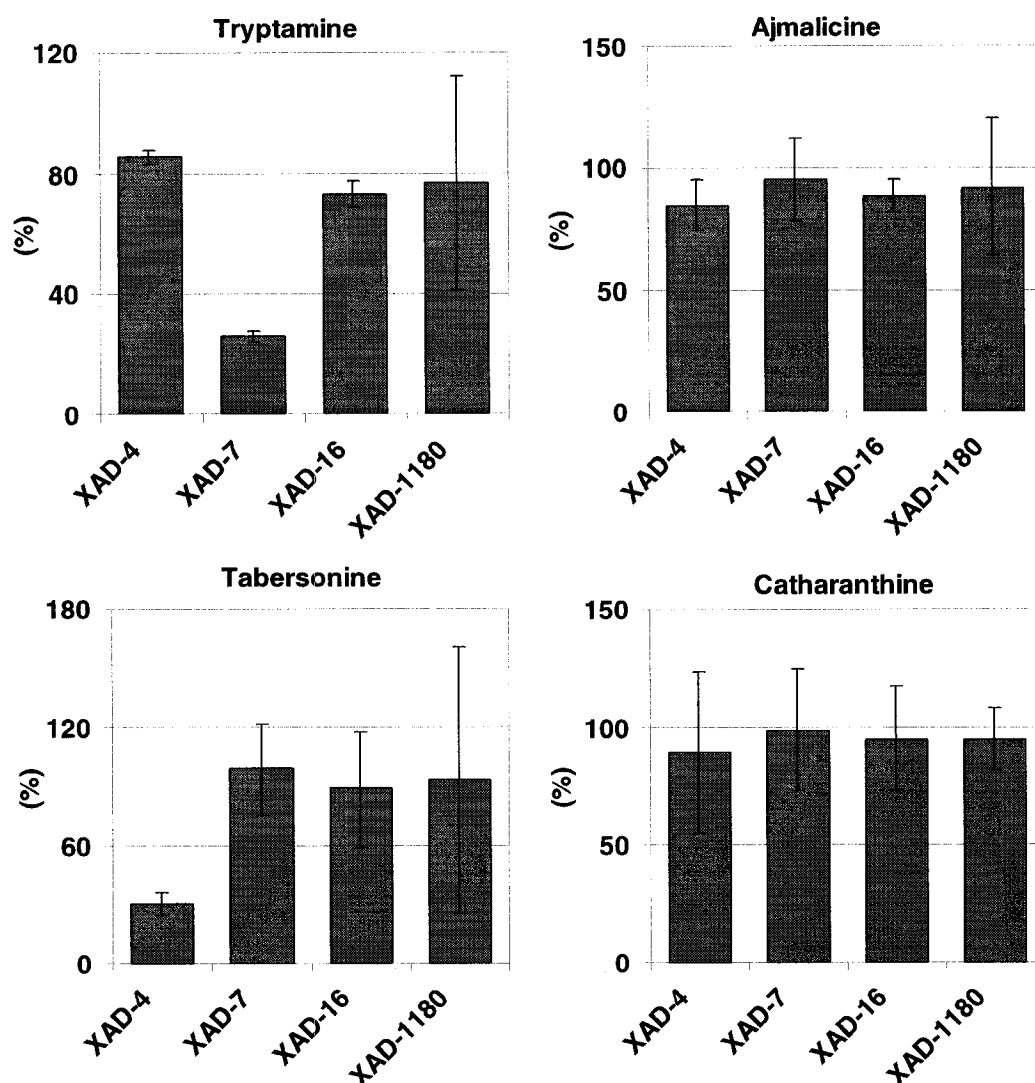 Tryptamine
120
80
40
0
(%)
XAD-4
XAD-7
XAD-16
XAD-1180
Ajmalicine
150
100
50
0
(%)
XAD-4
XAD-7
XAD-16
XAD-1180
Tabersonine
180
120
60
0
(%)
XAD-4
XAD-7
XAD-16
XAD-1180
Catharanthine
150
100
50
0
(%)
XAD-4
XAD-7
XAD-16
XAD-1180